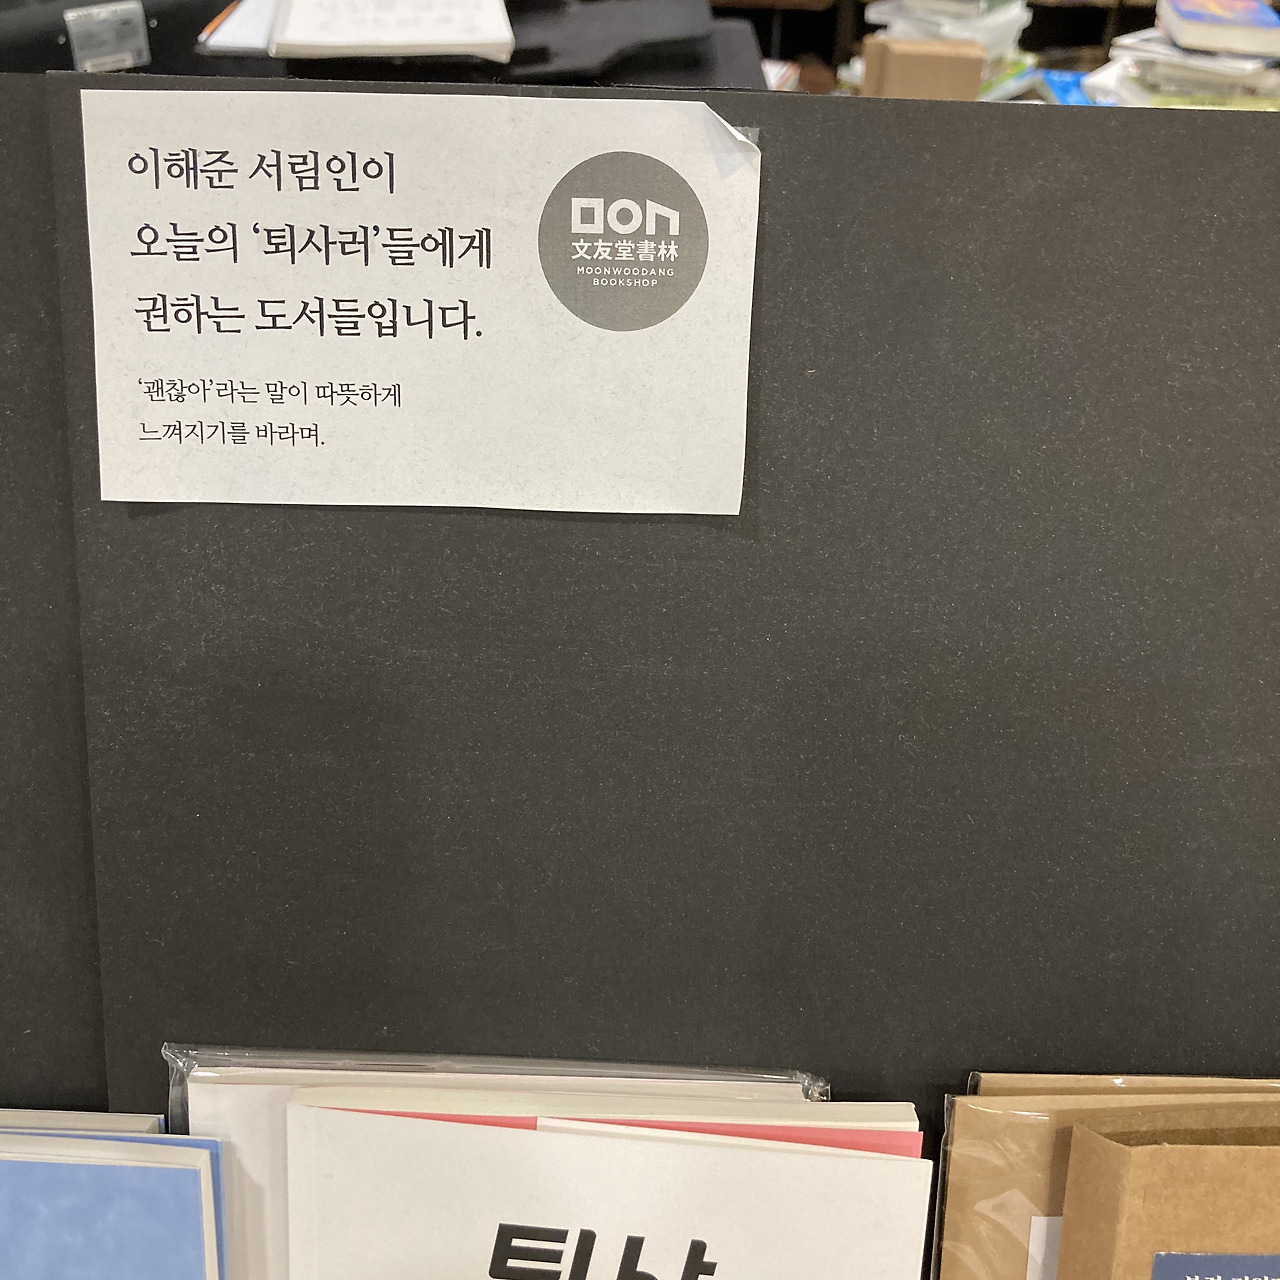 이해준 서림인이
오늘의 ‘퇴사러’들에게
권하는 도서들입니다.
‘괜찮아’라는 말이 따뜻하게
느껴지기를 바라며.
文友堂書林
MOONWOODANG
BOOKSHOP